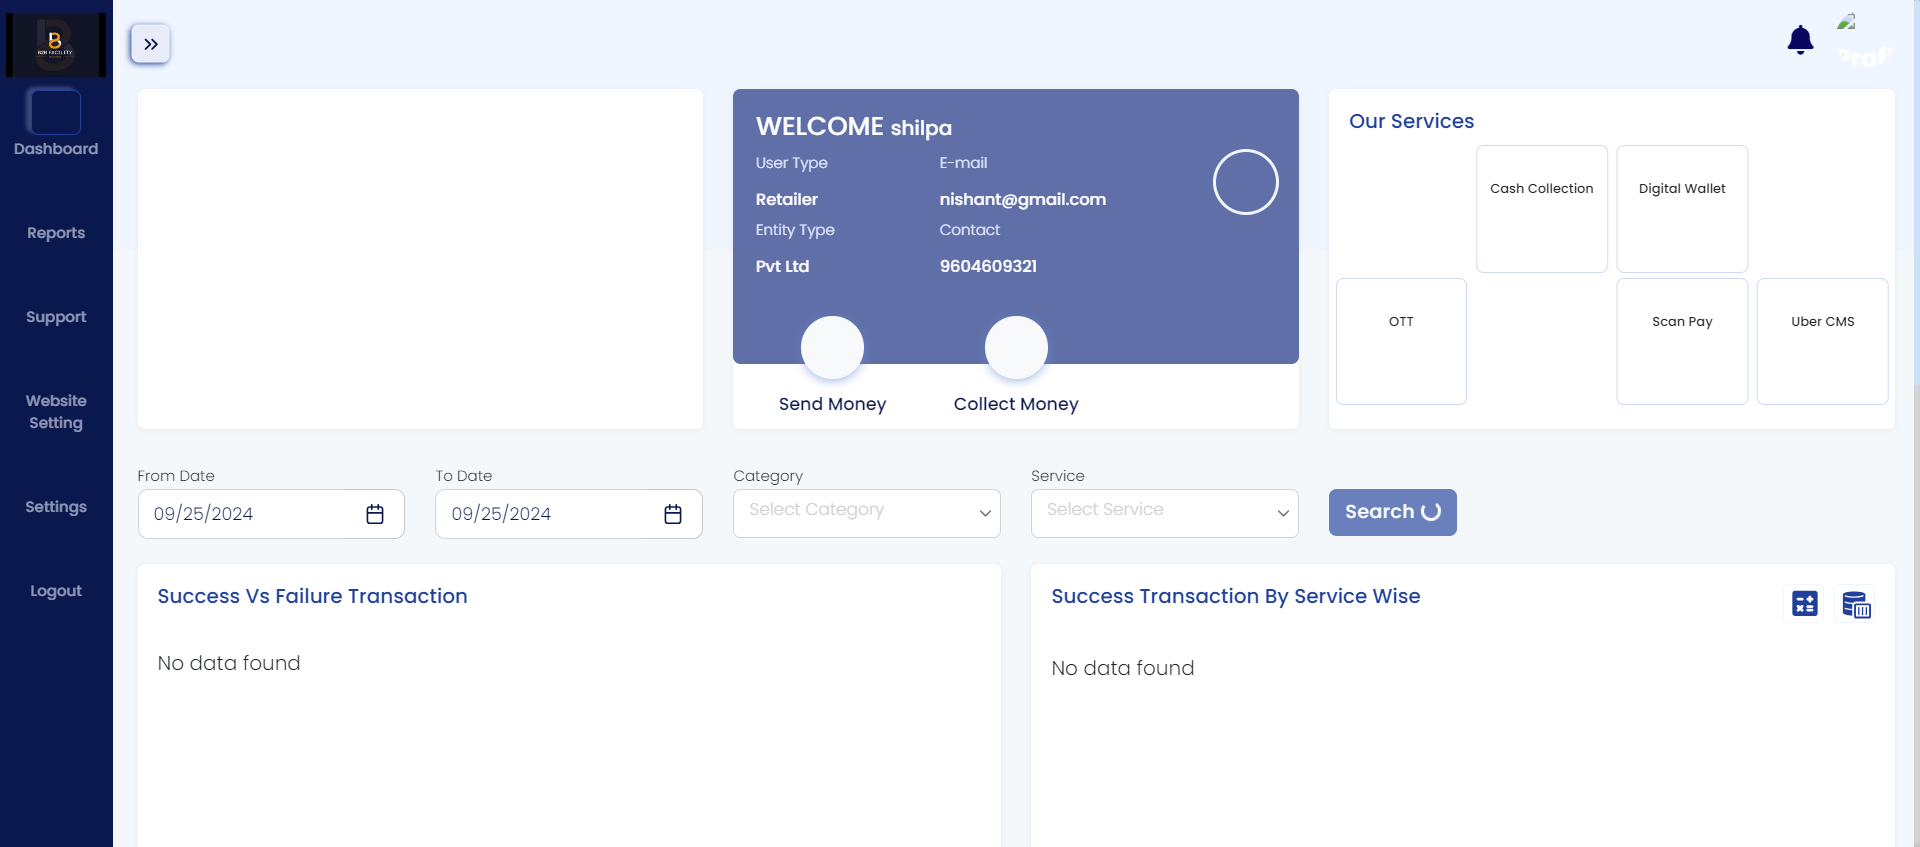 B2B FACILITY
Dashboard
Reports
Support
Website
Setting
Settings
Logout
WELCOME shilpa
User Type
E-mail
Retailer
nishant@gmail.com
Entity Type
Contact
Pvt Ltd
9604609321
Send Money
Collect Money
Our Services
Cash Collection
Digital Wallet
OTT
Scan Pay
Uber CMS
From Date
To Date
Category
Service
09/25/2024
09/25/2024
Select Category
Select Service
Search
Success Vs Failure Transaction
No data found
Success Transaction By Service Wise
No data found